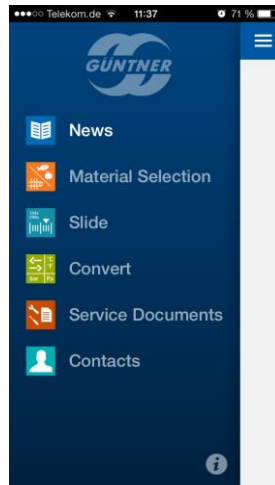 Telekom.de 11:37 71 %
GÜNTNER
News
Material Selection
Slide
Convert
Service Documents
Contacts